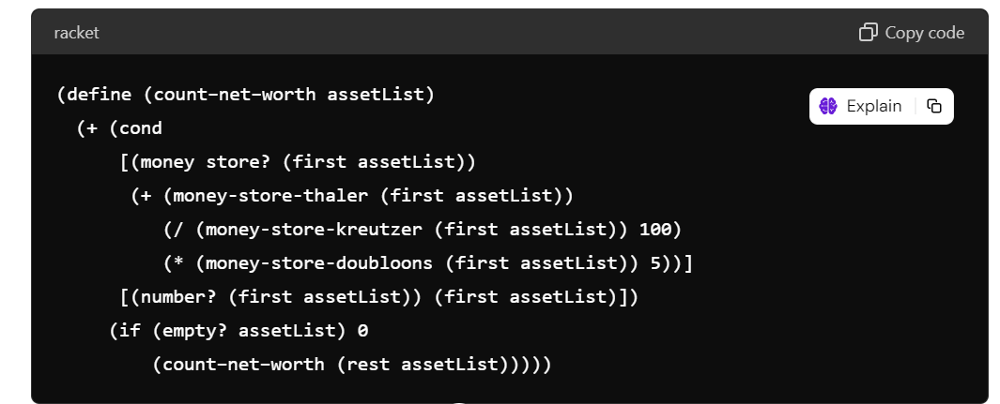 racket
Copy code
(define (count-net-worth assetList)
Explain
(+ (cond
[(money store? (first assetList))
(+ (money-store-thaler (first assetList))
(/ (money-store-kreutzer (first assetList)) 100)
(* (money-store-doubloons (first assetList)) 5))]
[(number? (first assetList)) (first assetList)])
(if (empty? assetList) 0
(count-net-worth (rest assetList)))))